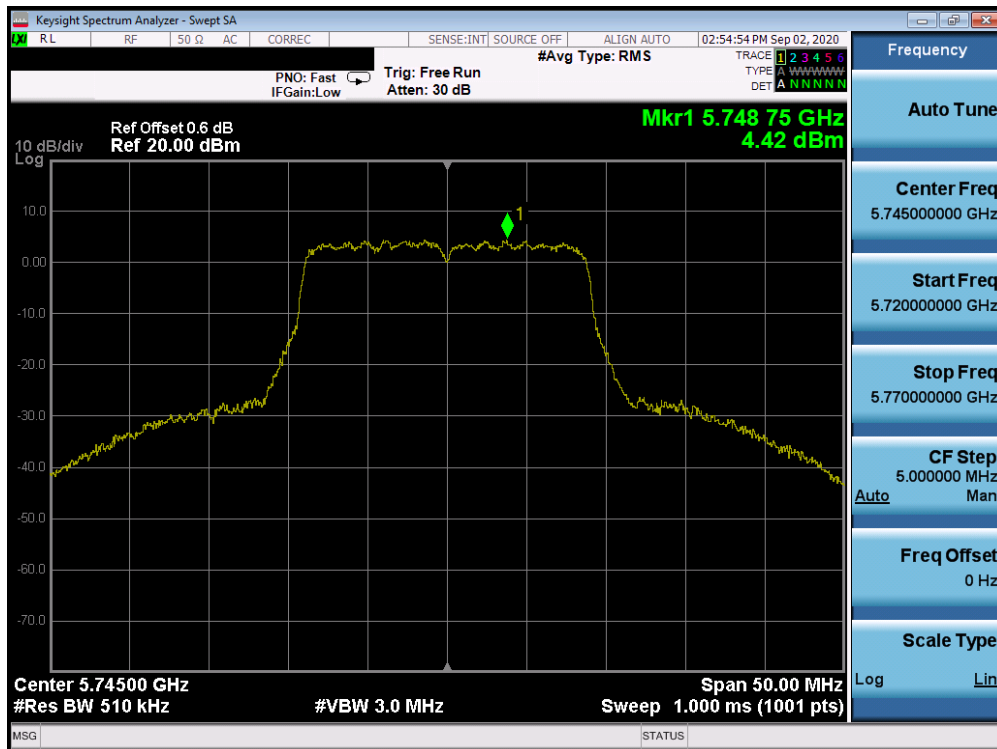 Keysight Spectrum Analyzer - Swept SA
LXI RL RF 50 Ω AC CORREC SENSE:INT SOURCE OFF ALIGN AUTO 02:54:54 PM Sep 02, 2020
#Avg Type: RMS
TRACE 1 2 3 4 5 6
TYPE A WWWWW
DET A N N N N N
PNO: Fast
IFGain:Low
Trig: Free Run
Atten: 30 dB
Mkr1 5.748 75 GHz
4.42 dBm
Ref Offset 0.6 dB
Ref 20.00 dBm
10 dB/div
Log
1
10.0
0.00
-10.0
-20.0
-30.0
-40.0
-50.0
-60.0
-70.0
Center 5.74500 GHz
Span 50.00 MHz
#Res BW 510 kHz
#VBW 3.0 MHz
Sweep 1.000 ms (1001 pts)
MSG
STATUS
Frequency
Auto Tune
Center Freq
5.745000000 GHz
Start Freq
5.720000000 GHz
Stop Freq
5.770000000 GHz
CF Step
5.000000 MHz
Auto Man
Freq Offset
0 Hz
Scale Type
Log Lin